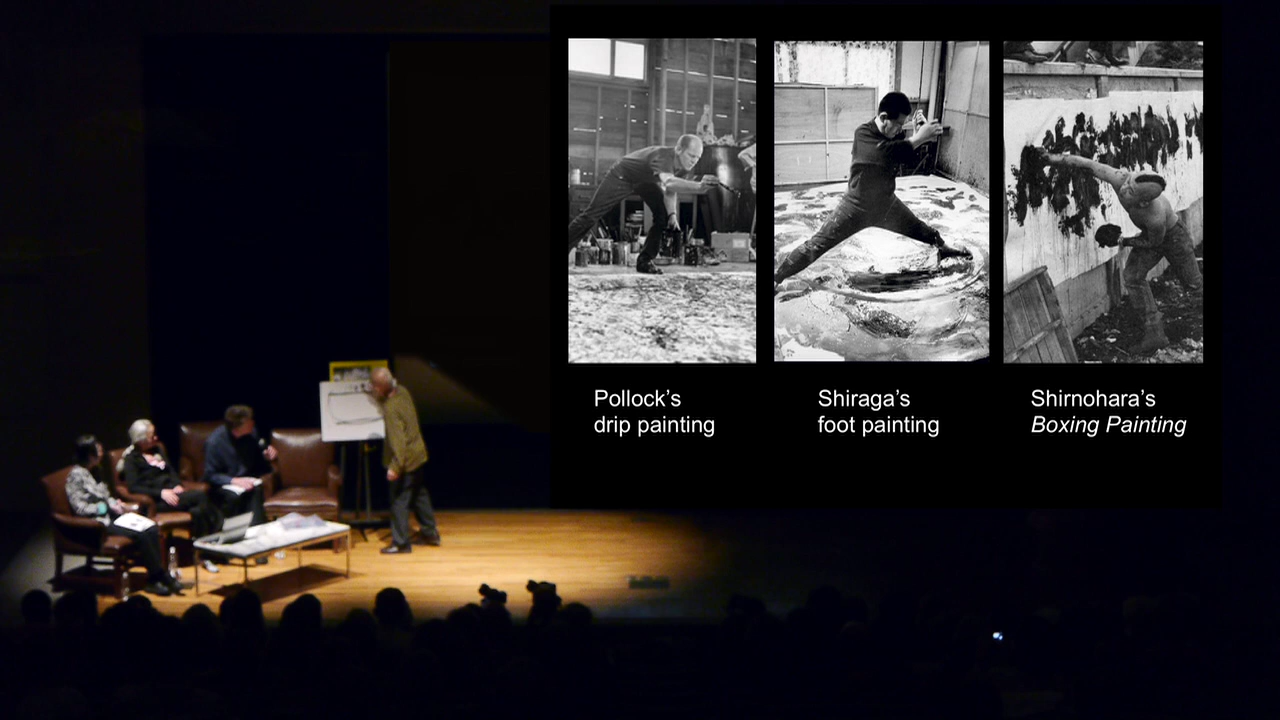 Pollock’s
drip painting
Shiraga’s
foot painting
Shirnohara’s
Boxing Painting